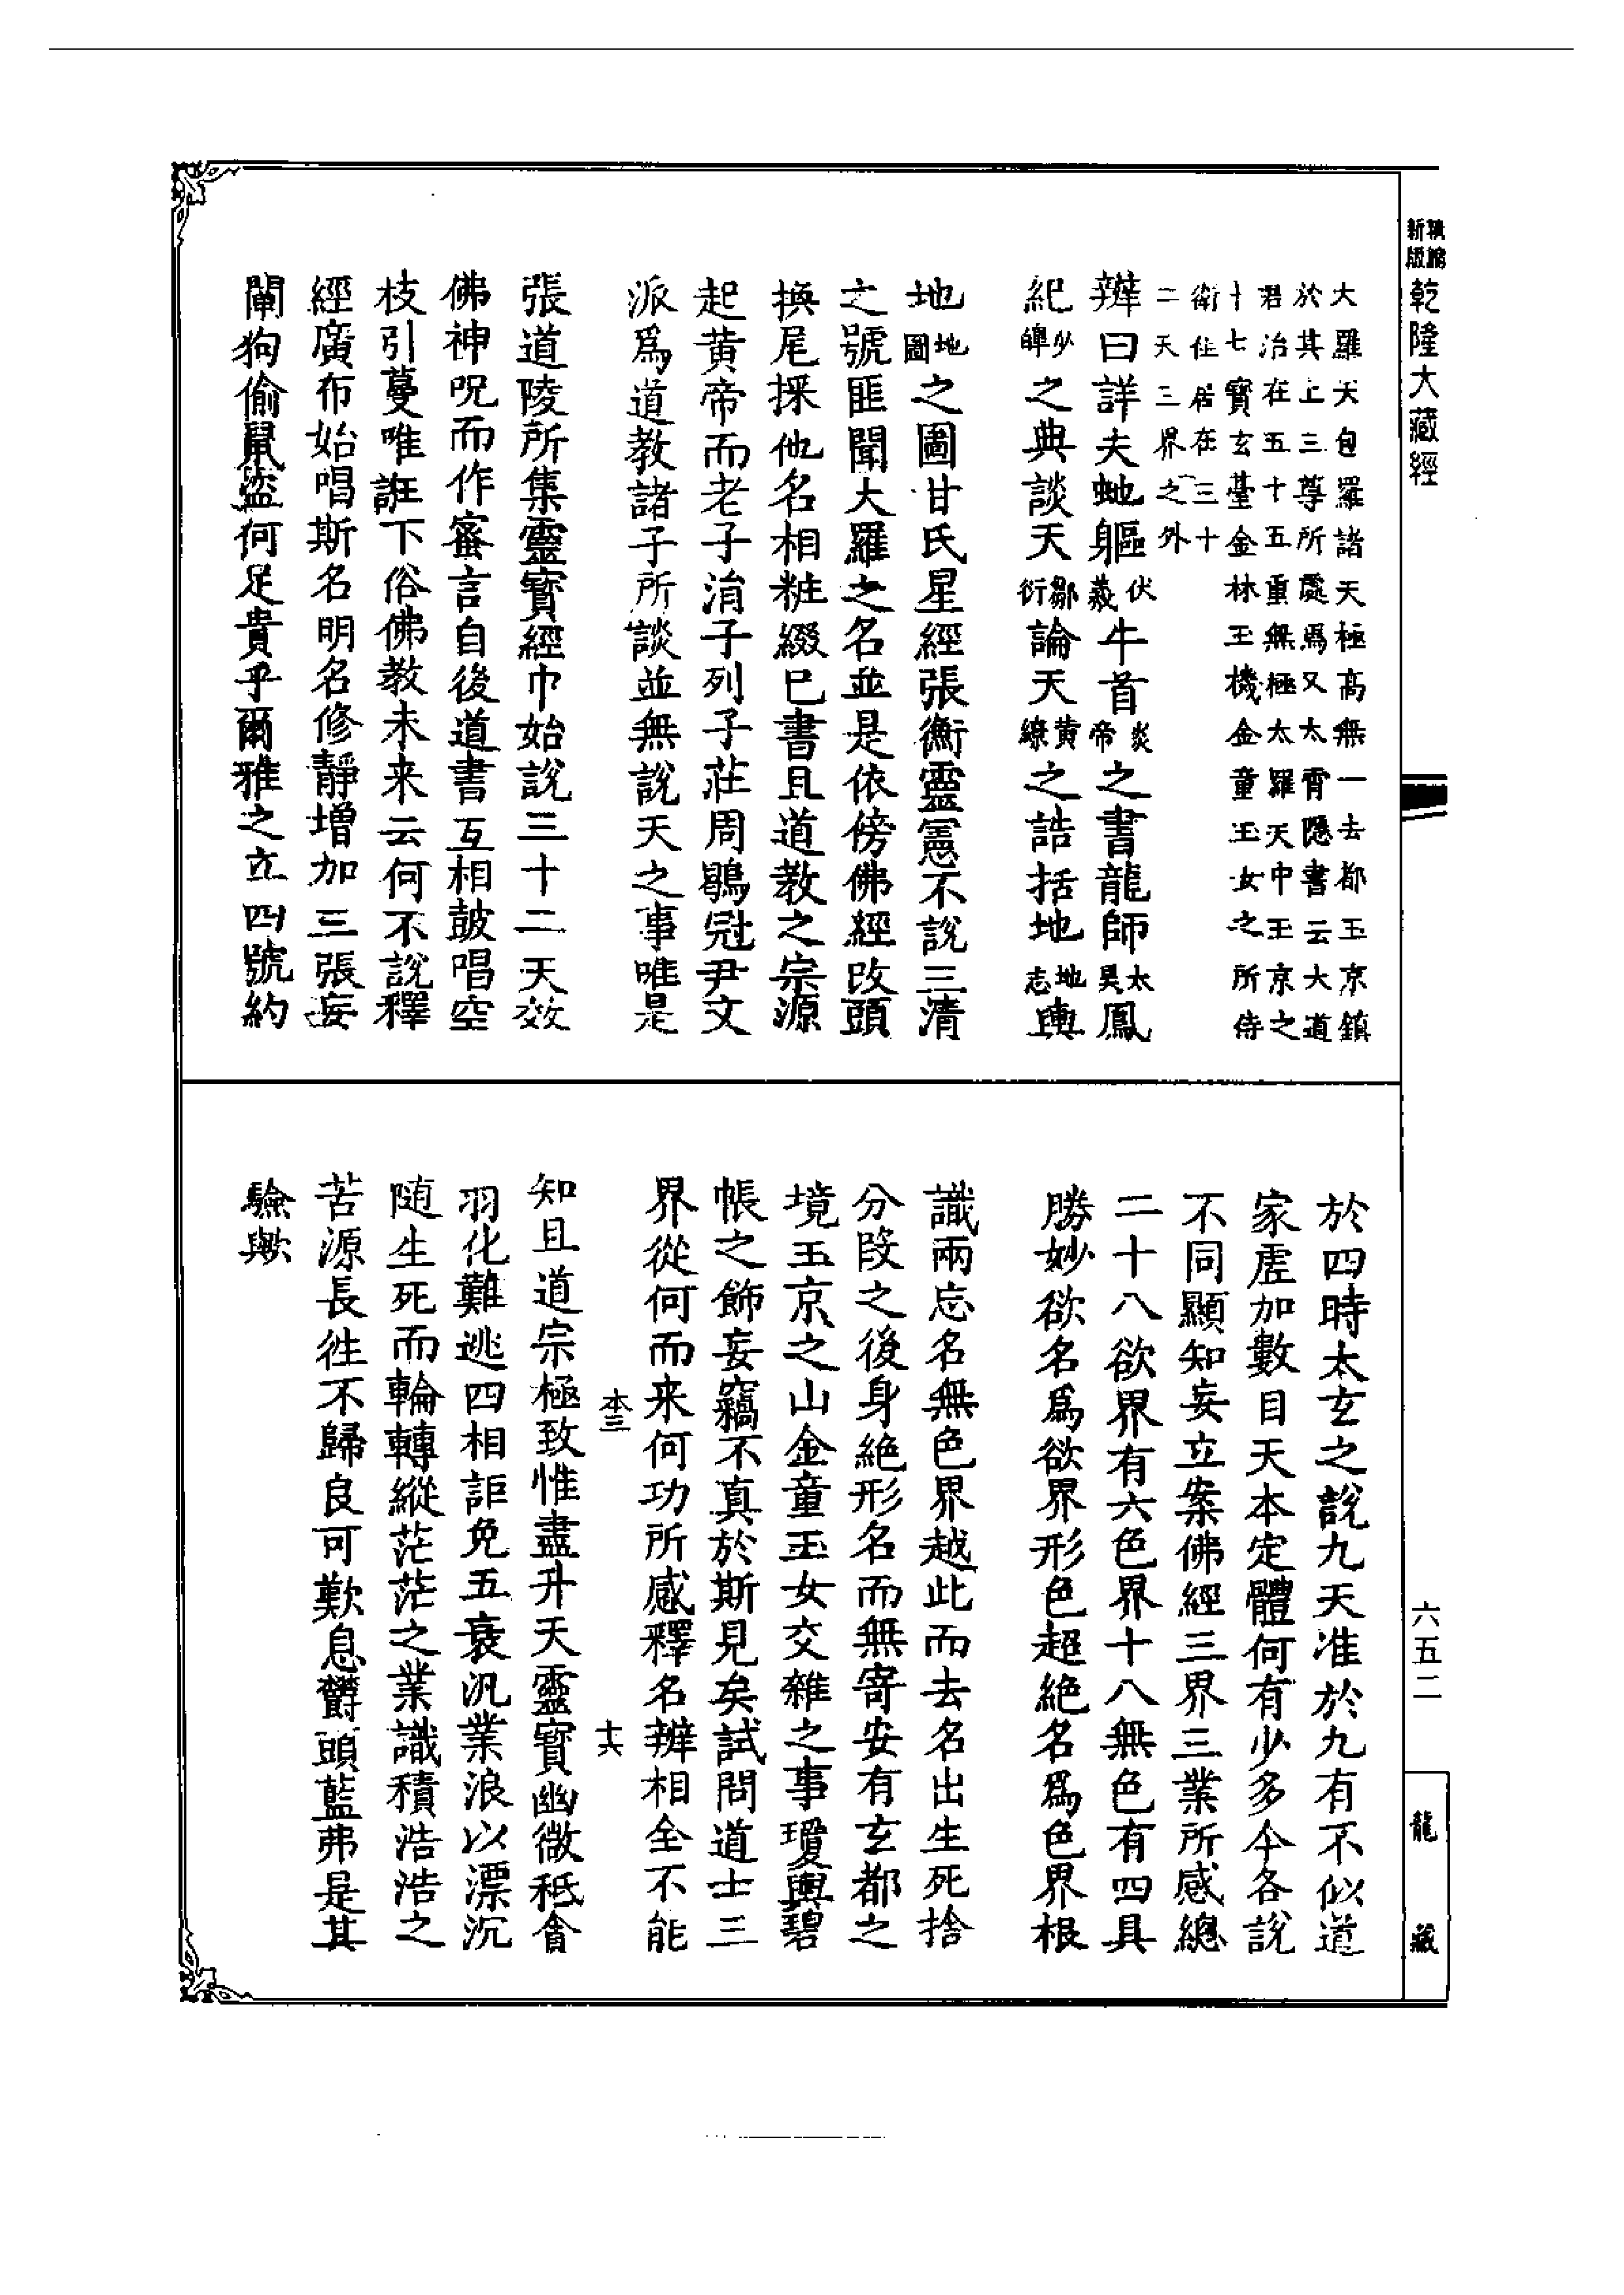 新版精縮乾隆大藏經
大羅天包羅諸天極高無一去都玉京鎮
於其上三尊所處焉又太霄隱書云大道
君治在五十五重無極太羅天中玉京之
十七寶玄臺金林玉機金童玉女之所侍
衛住居在三十
二天三界之外
辯曰詳夫虵軀伏羲牛首炎帝之書龍師太昊鳳
紀少皥之典談天鄒衍論天黃繚之誥括地地志輿
地地圖之圖甘氏星經張衡靈憲不說三清
之號匪聞大羅之名並是依傍佛經改頭
換尾採他名相粧綴已書且道教之宗源
起黃帝而老子消子列子莊周鶡冠尹文
派爲道教諸子所談並無說天之事唯是
張道陵所集靈寶經巾始說三十二天效
佛神呪而作蜜言自後道書互相鼓唱空
枝引蔓唯誑下俗佛教未來云何不說釋
經廣布始唱斯名明名修靜增加三張妄
闡狗偷鼠盜何足貴乎爾雅之立四號約
於四時太玄之說九天准於九有不似道
家虛加數目天本定體何有少多今各說
不同顯知妄立案佛經三界三業所感總
二十八欲界有六色界十八無色有四具
勝妙欲名爲欲界形色超絶名爲色界根
識兩忘名無色界越此而去名出生死捨
分段之後身絶形名而無寄安有玄都之
境玉京之山金童玉女交雜之事瓊輿碧
帳之飾妄竊不真於斯見矣試問道士三
界從何而來何功所感釋名辯相全不能
本三 十六
知且道宗極致惟盡升天靈寶幽微秖會
羽化難逃四相詎免五衰汎業浪以漂沉
随生死而輪轉縱茫茫之業識積浩浩之
苦源長徃不歸良可歎息欝頭藍弗是其
驗歟
六五二
龍藏